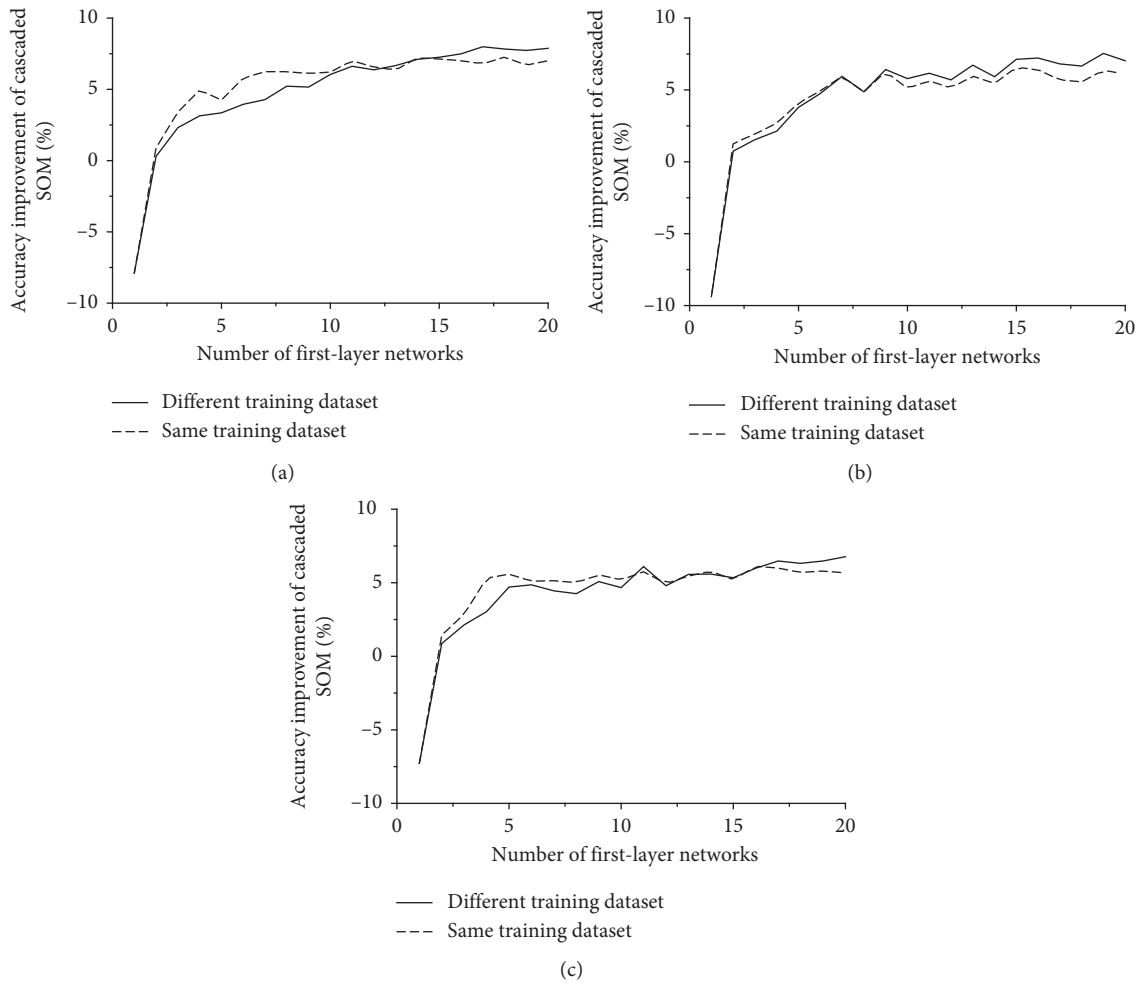 Accuracy improvement of cascaded
SOM (%)
10
5
0
−5
−10
0
5
10
15
20
Number of first-layer networks
Different training dataset
Same training dataset
(a)
Accuracy improvement of cascaded
SOM (%)
10
5
0
−5
−10
0
5
10
15
20
Number of first-layer networks
Different training dataset
Same training dataset
(b)
Accuracy improvement of cascaded
SOM (%)
10
5
0
−5
−10
0
5
10
15
20
Number of first-layer networks
Different training dataset
Same training dataset
(c)